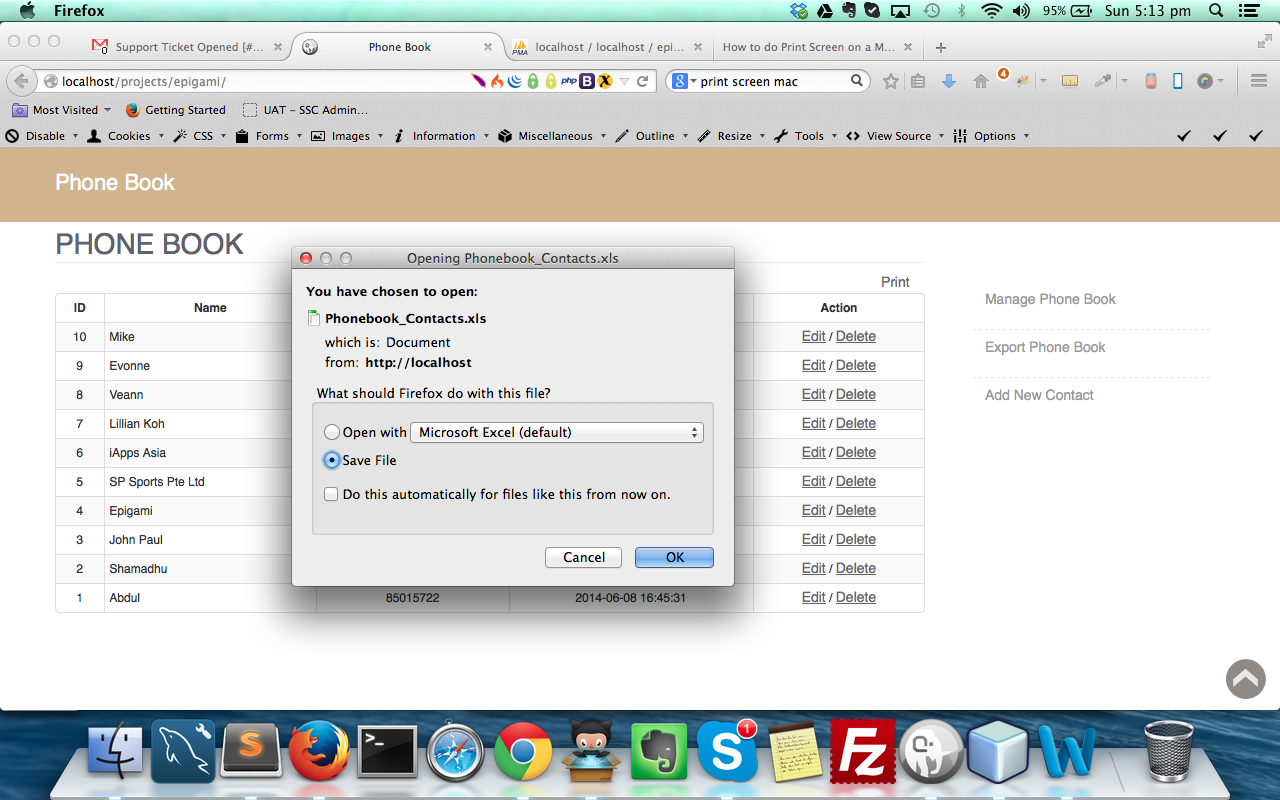 Firefox 95% Sun 5:13 pm
Support Ticket Opened [#... Phone Book localhost / localhost / epi... How to do Print Screen on a M...
localhost/projects/epigami/ php B X print screen mac 4
Most Visited Getting Started UAT - SSC Admin...
Disable Cookies CSS Forms Images Information Miscellaneous Outline Resize Tools View Source Options
Phone Book
PHONE BOOK
Print
ID Name Action
10 Mike Edit / Delete
9 Evonne Edit / Delete
8 Veann Edit / Delete
7 Lillian Koh Edit / Delete
6 iApps Asia Edit / Delete
5 SP Sports Pte Ltd Edit / Delete
4 Epigami Edit / Delete
3 John Paul Edit / Delete
2 Shamadhu Edit / Delete
1 Abdul 85015722 2014-06-08 16:45:31 Edit / Delete
Opening Phonebook_Contacts.xls
You have chosen to open:
Phonebook_Contacts.xls
which is: Document
from: http://localhost
What should Firefox do with this file?
Open with Microsoft Excel (default)
Save File
Do this automatically for files like this from now on.
Cancel OK
Manage Phone Book
Export Phone Book
Add New Contact
S >_ S 1 Fz W